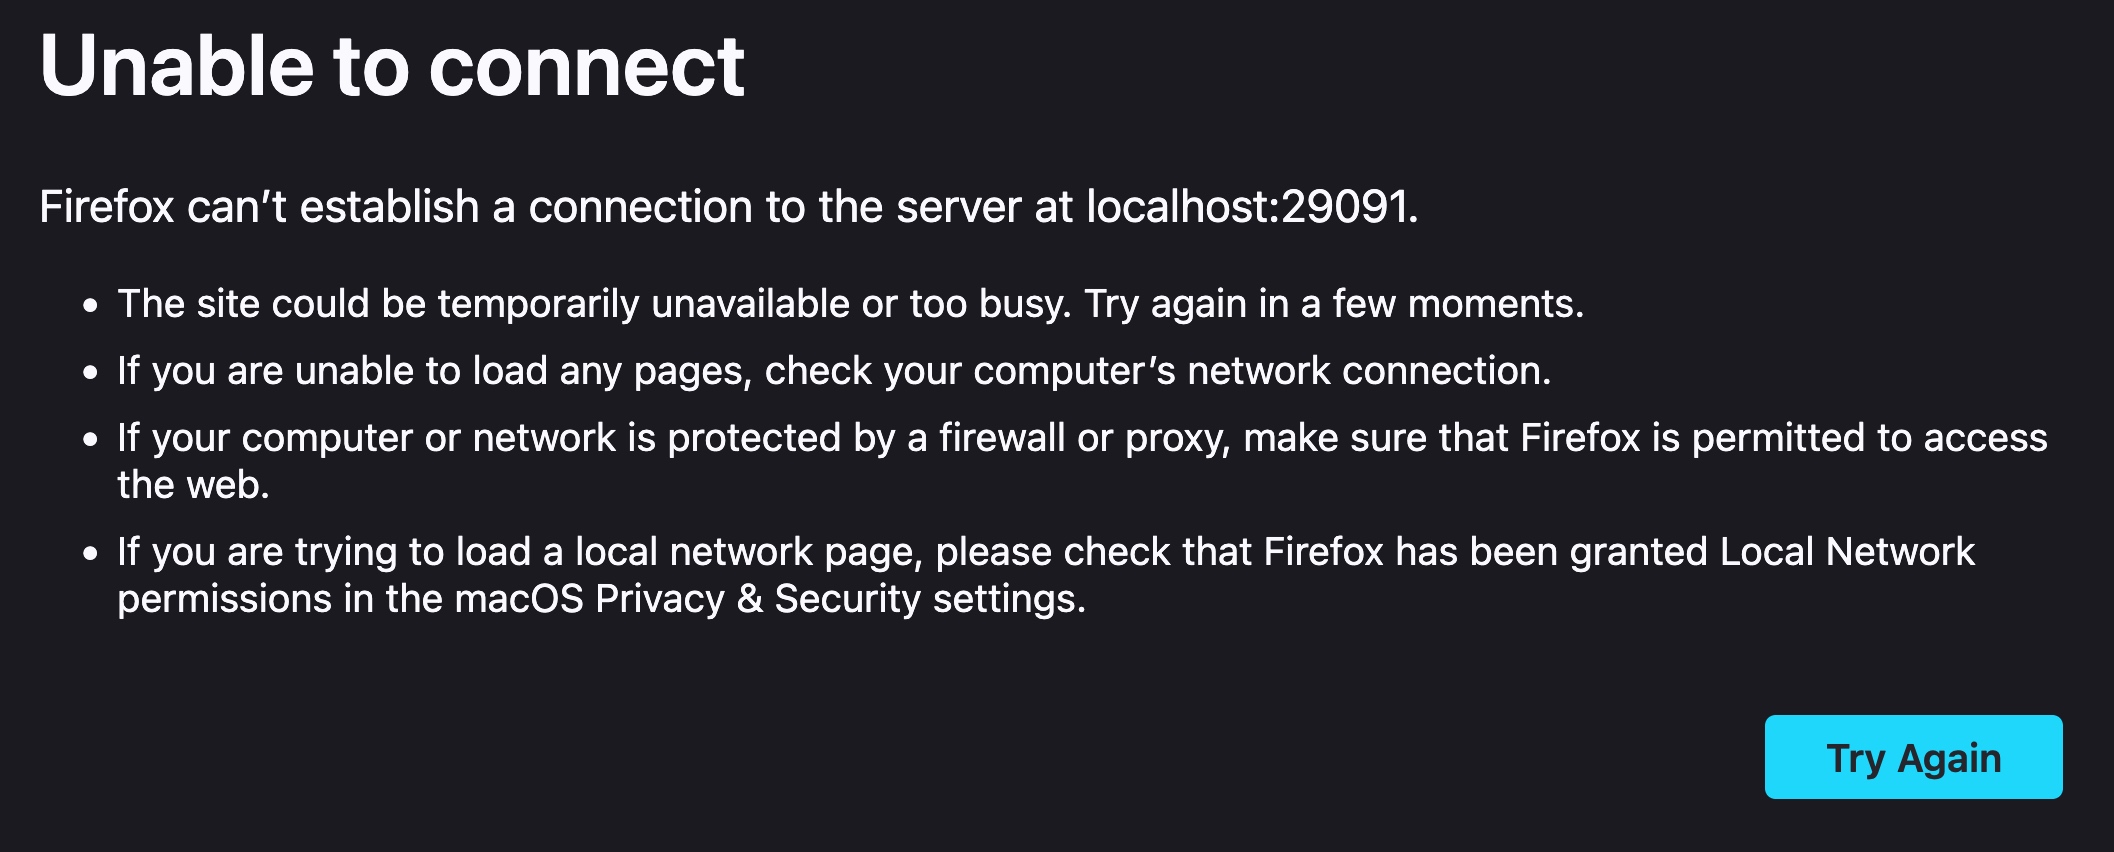 Unable to connect
Firefox can’t establish a connection to the server at localhost:29091.
• The site could be temporarily unavailable or too busy. Try again in a few moments.
• If you are unable to load any pages, check your computer’s network connection.
• If your computer or network is protected by a firewall or proxy, make sure that Firefox is permitted to access
the web.
• If you are trying to load a local network page, please check that Firefox has been granted Local Network
permissions in the macOS Privacy & Security settings.
Try Again